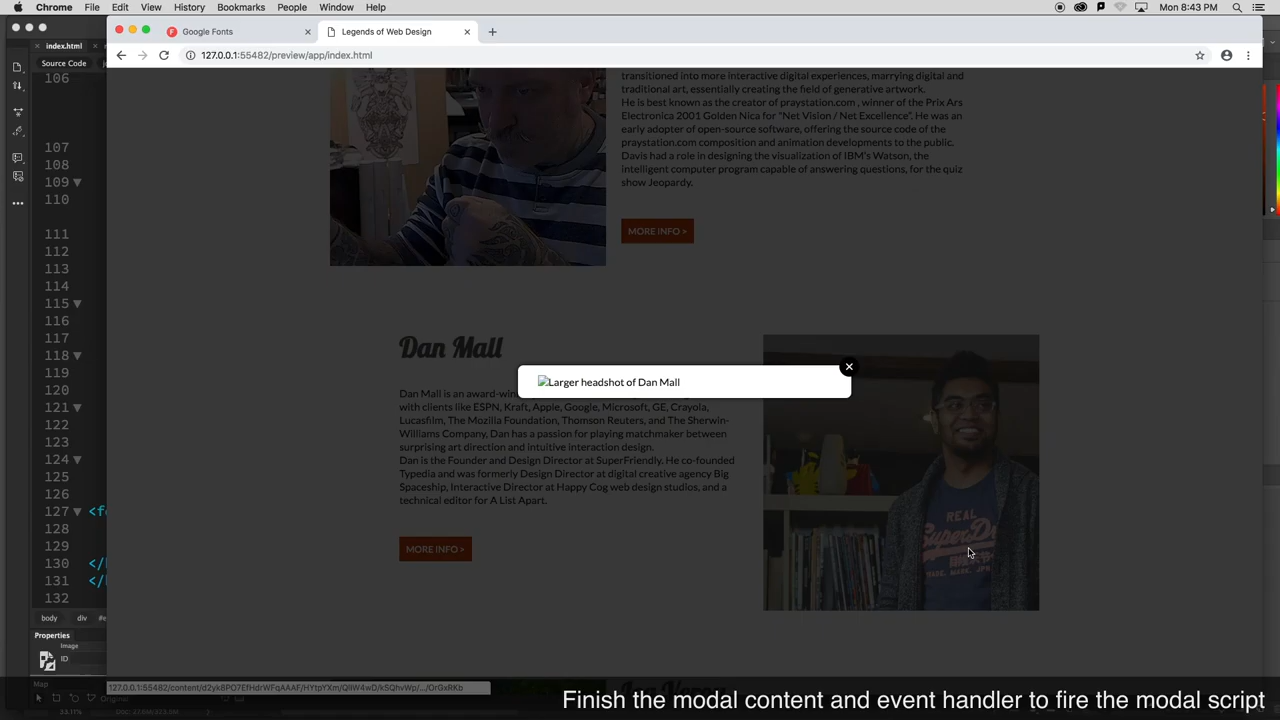 Chrome File Edit View History Bookmarks People Window Help Mon 8:43 PM
index.html
Google Fonts
Legends of Web Design
Source Code
127.0.0.1:55482/preview/app/index.html
106
107
108
109
110
111
112
113
114
115
116
117
118
119
120
121
122
123
124
125
126
127
128
129
130
131
132
transitioned into more interactive digital experiences, marrying digital and
traditional art, essentially creating the field of generative artwork.
He is best known as the creator of praystation.com , winner of the Prix Ars
Electronica 2001 Golden Nica for "Net Vision / Net Excellence". He was an
early adopter of open-source software, offering the source code of the
praystation.com composition and animation developments to the public.
Davis had a role in designing the visualization of IBM's Watson, the
intelligent computer program capable of answering questions, for the quiz
show Jeopardy.
MORE INFO >
Dan Mall
Larger headshot of Dan Mall
Dan Mall is an award-win
with clients like ESPN, Kraft, Apple, Google, Microsoft, GE, Crayola,
Lucasfilm, The Mozilla Foundation, Thomson Reuters, and The Sherwin-
Williams Company, Dan has a passion for playing matchmaker between
surprising art direction and intuitive interaction design.
Dan is the Founder and Design Director at SuperFriendly. He co-founded
Typedia and was formerly Design Director at digital creative agency Big
Spaceship, Interactive Director at Happy Cog web design studios, and a
technical editor for A List Apart.
MORE INFO >
REAL
<fo
</
</
body div
Properties
Image
ID
Map
Original
Finish the modal content and event handler to fire the modal script